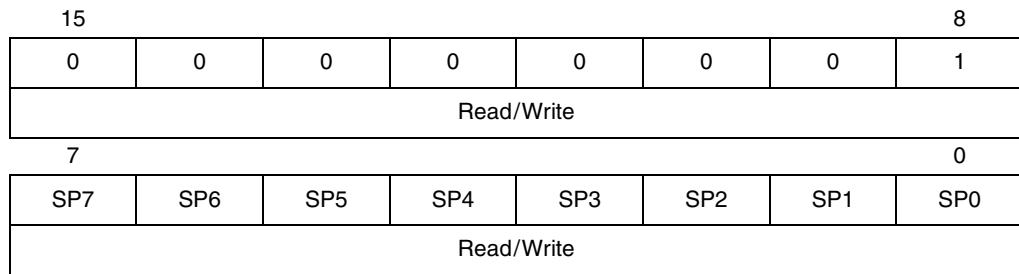 15 8
0 0 0 0 0 0 0 1
Read/Write
7 0
SP7 SP6 SP5 SP4 SP3 SP2 SP1 SP0
Read/Write